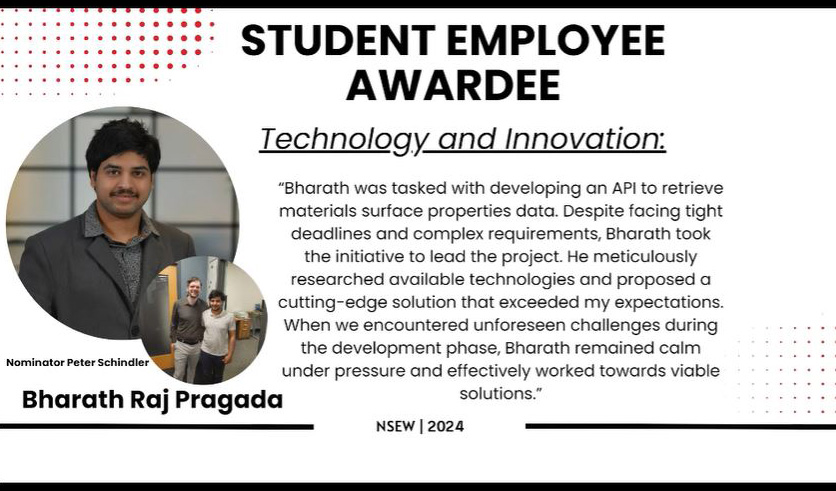 STUDENT EMPLOYEE
AWARDEE
Technology and Innovation:
“Bharath was tasked with developing an API to retrieve
materials surface properties data. Despite facing tight
deadlines and complex requirements, Bharath took
the initiative to lead the project. He meticulously
researched available technologies and proposed a
cutting-edge solution that exceeded my expectations.
When we encountered unforeseen challenges during
the development phase, Bharath remained calm
under pressure and effectively worked towards viable
solutions.”
Nominator Peter Schindler
Bharath Raj Pragada
NSEW | 2024